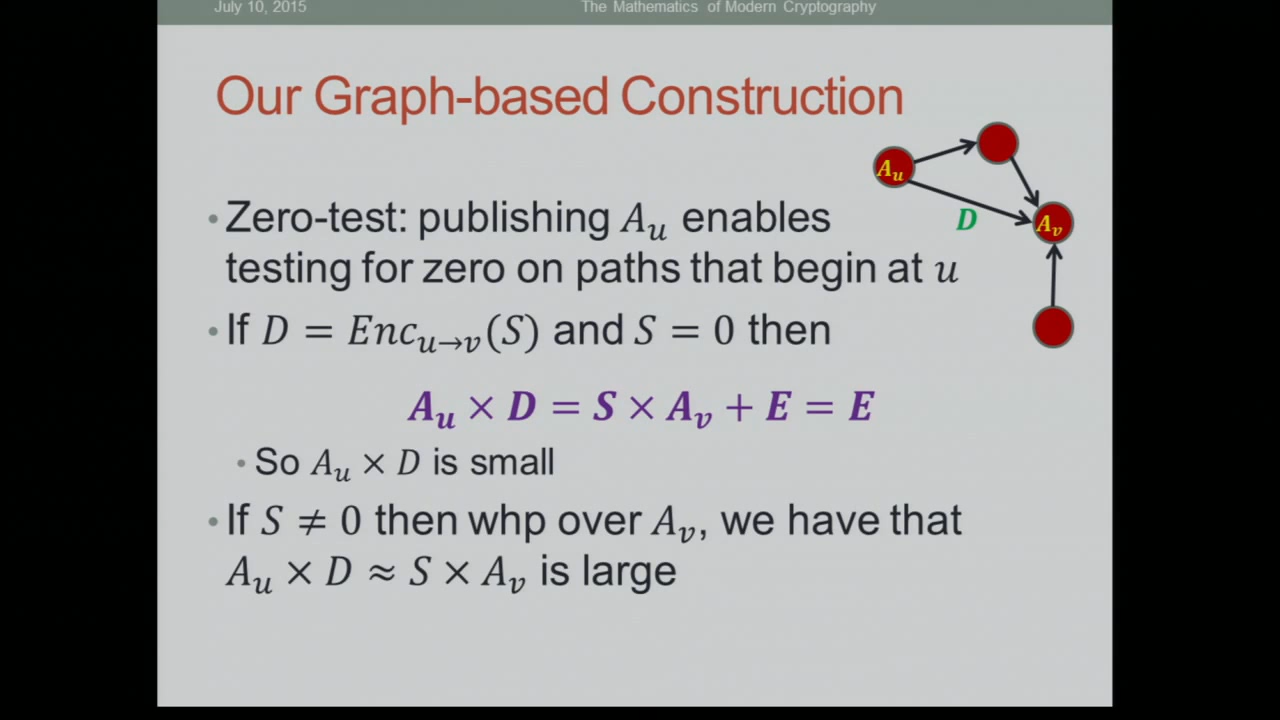 July 10, 2015
The Mathematics of Modern Cryptography
Our Graph-based Construction
A_u
D
A_v
• Zero-test: publishing A_u enables
testing for zero on paths that begin at u
• If D = Enc_{u→v}(S) and S = 0 then
A_u × D = S × A_v + E = E
• So A_u × D is small
• If S ≠ 0 then whp over A_v, we have that
A_u × D ≈ S × A_v is large